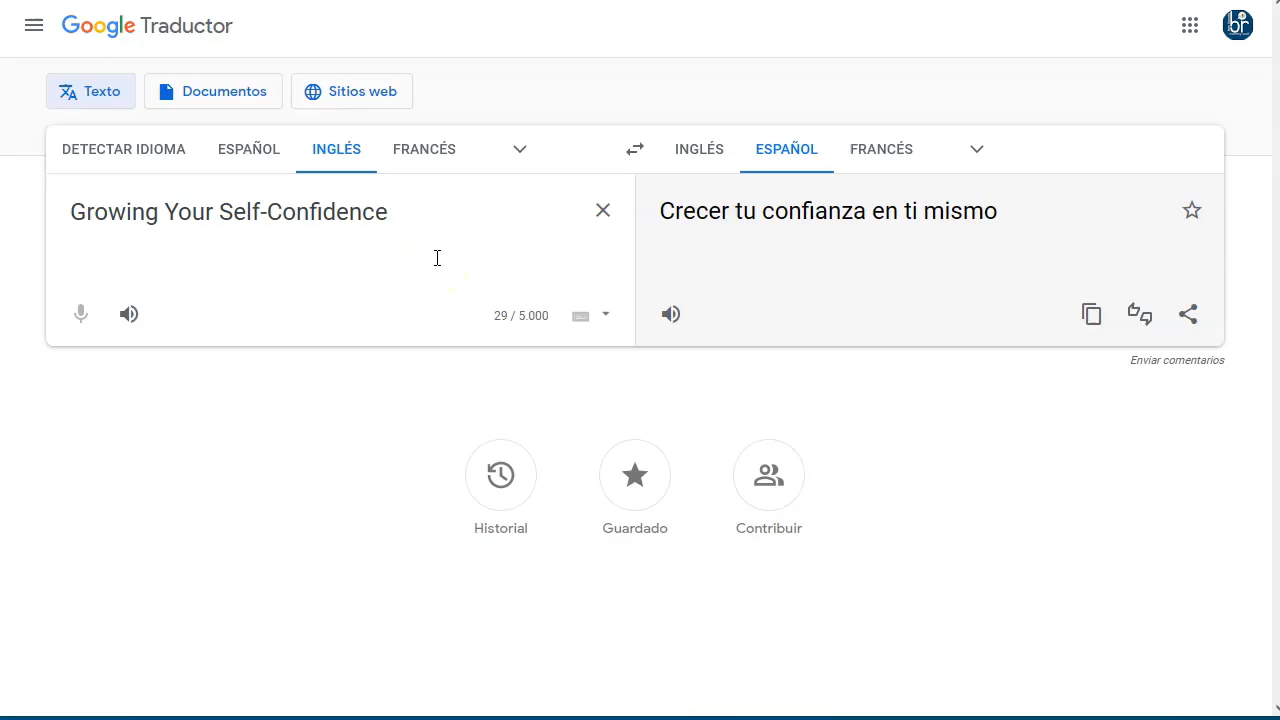 Google Traductor
br
Texto
Documentos
Sitios web
DETECTAR IDIOMA
ESPAÑOL
INGLÉS
FRANCÉS
INGLÉS
ESPAÑOL
FRANCÉS
Growing Your Self-Confidence
Crecer tu confianza en ti mismo
29 / 5.000
Enviar comentarios
Historial
Guardado
Contribuir